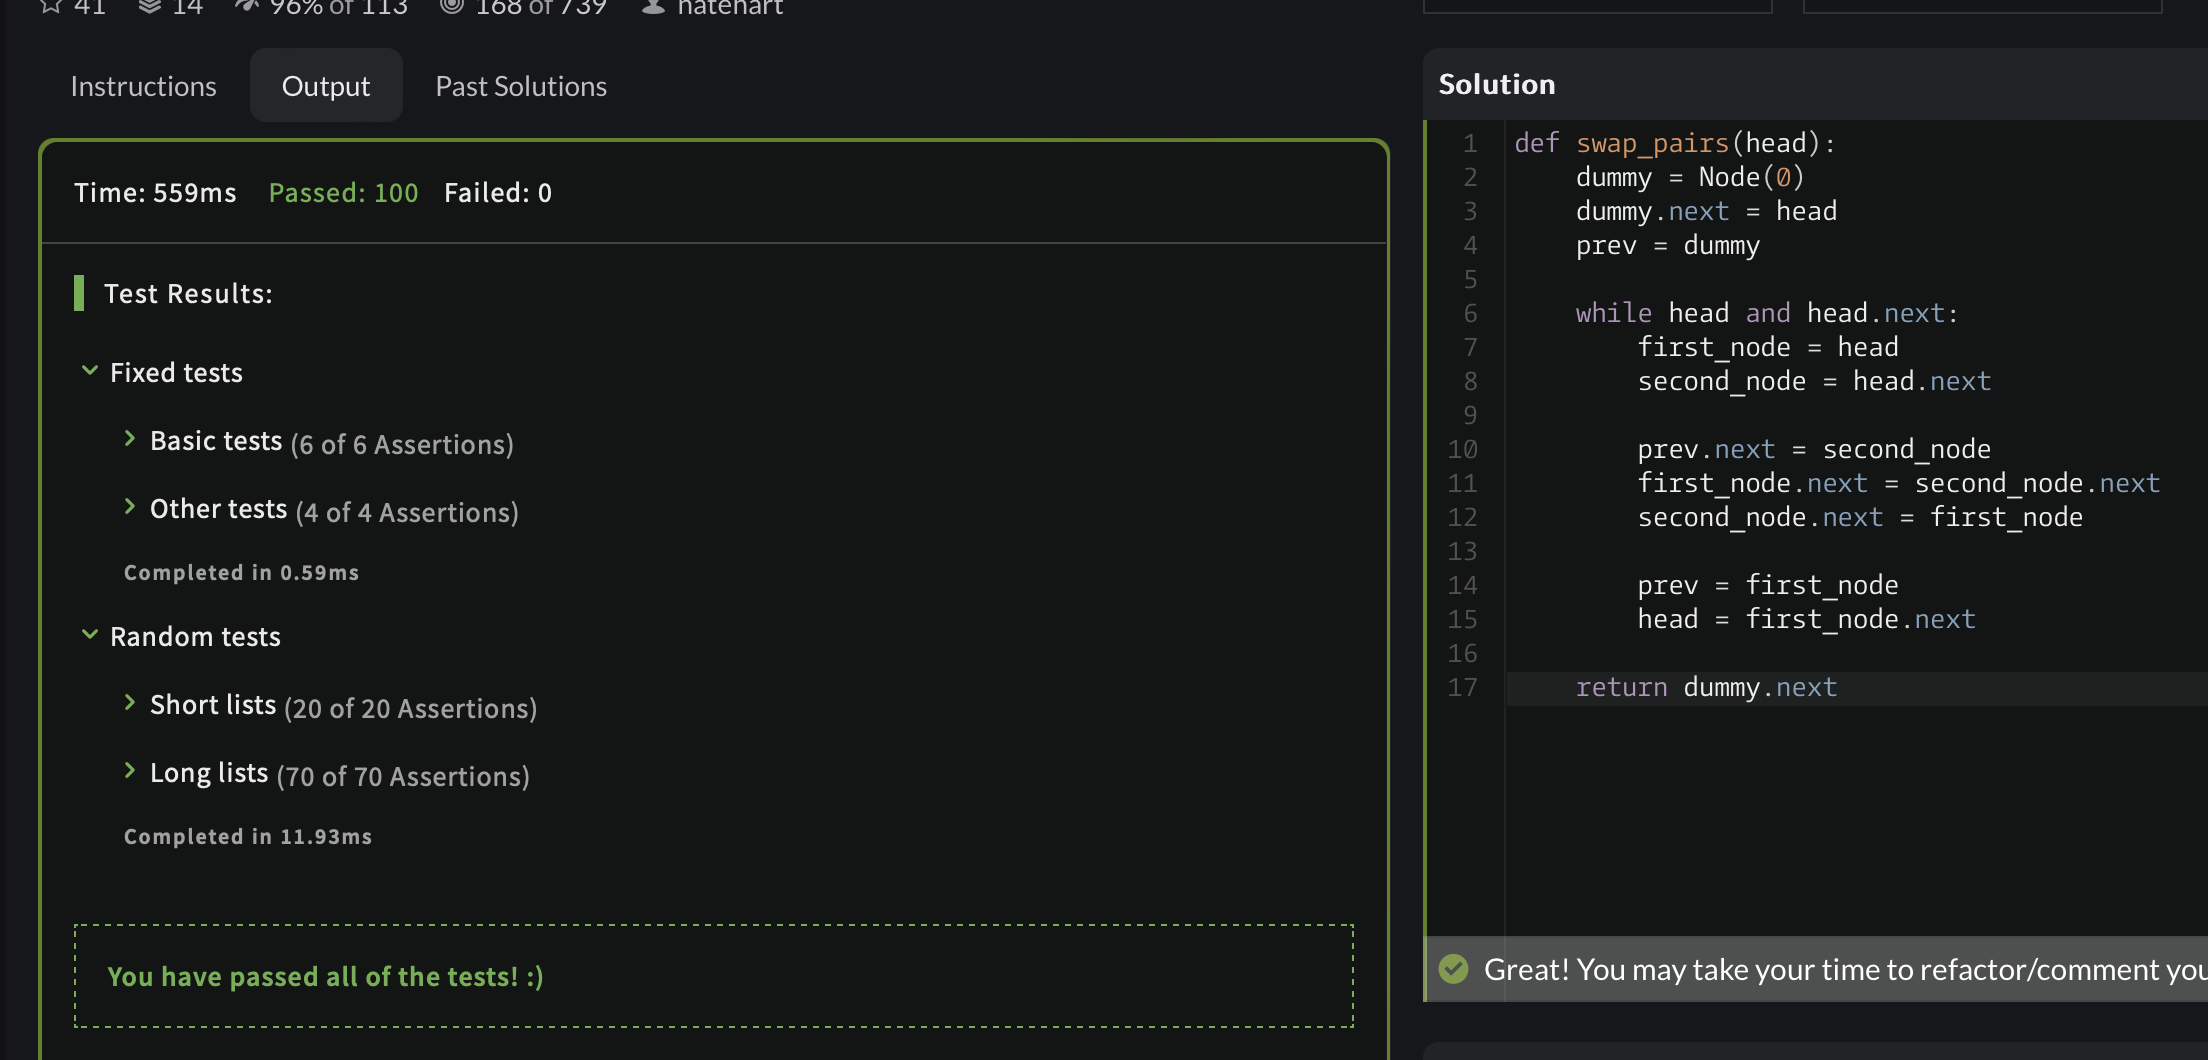 41 14 96% of 113 168 of 739 natehart
Instructions Output Past Solutions
Time: 559ms Passed: 100 Failed: 0
Test Results:
Fixed tests
Basic tests (6 of 6 Assertions)
Other tests (4 of 4 Assertions)
Completed in 0.59ms
Random tests
Short lists (20 of 20 Assertions)
Long lists (70 of 70 Assertions)
Completed in 11.93ms
You have passed all of the tests! :)
Solution
1 def swap_pairs(head):
2     dummy = Node(0)
3     dummy.next = head
4     prev = dummy
5
6     while head and head.next:
7         first_node = head
8         second_node = head.next
9
10         prev.next = second_node
11         first_node.next = second_node.next
12         second_node.next = first_node
13
14         prev = first_node
15         head = first_node.next
16
17     return dummy.next
Great! You may take your time to refactor/comment you